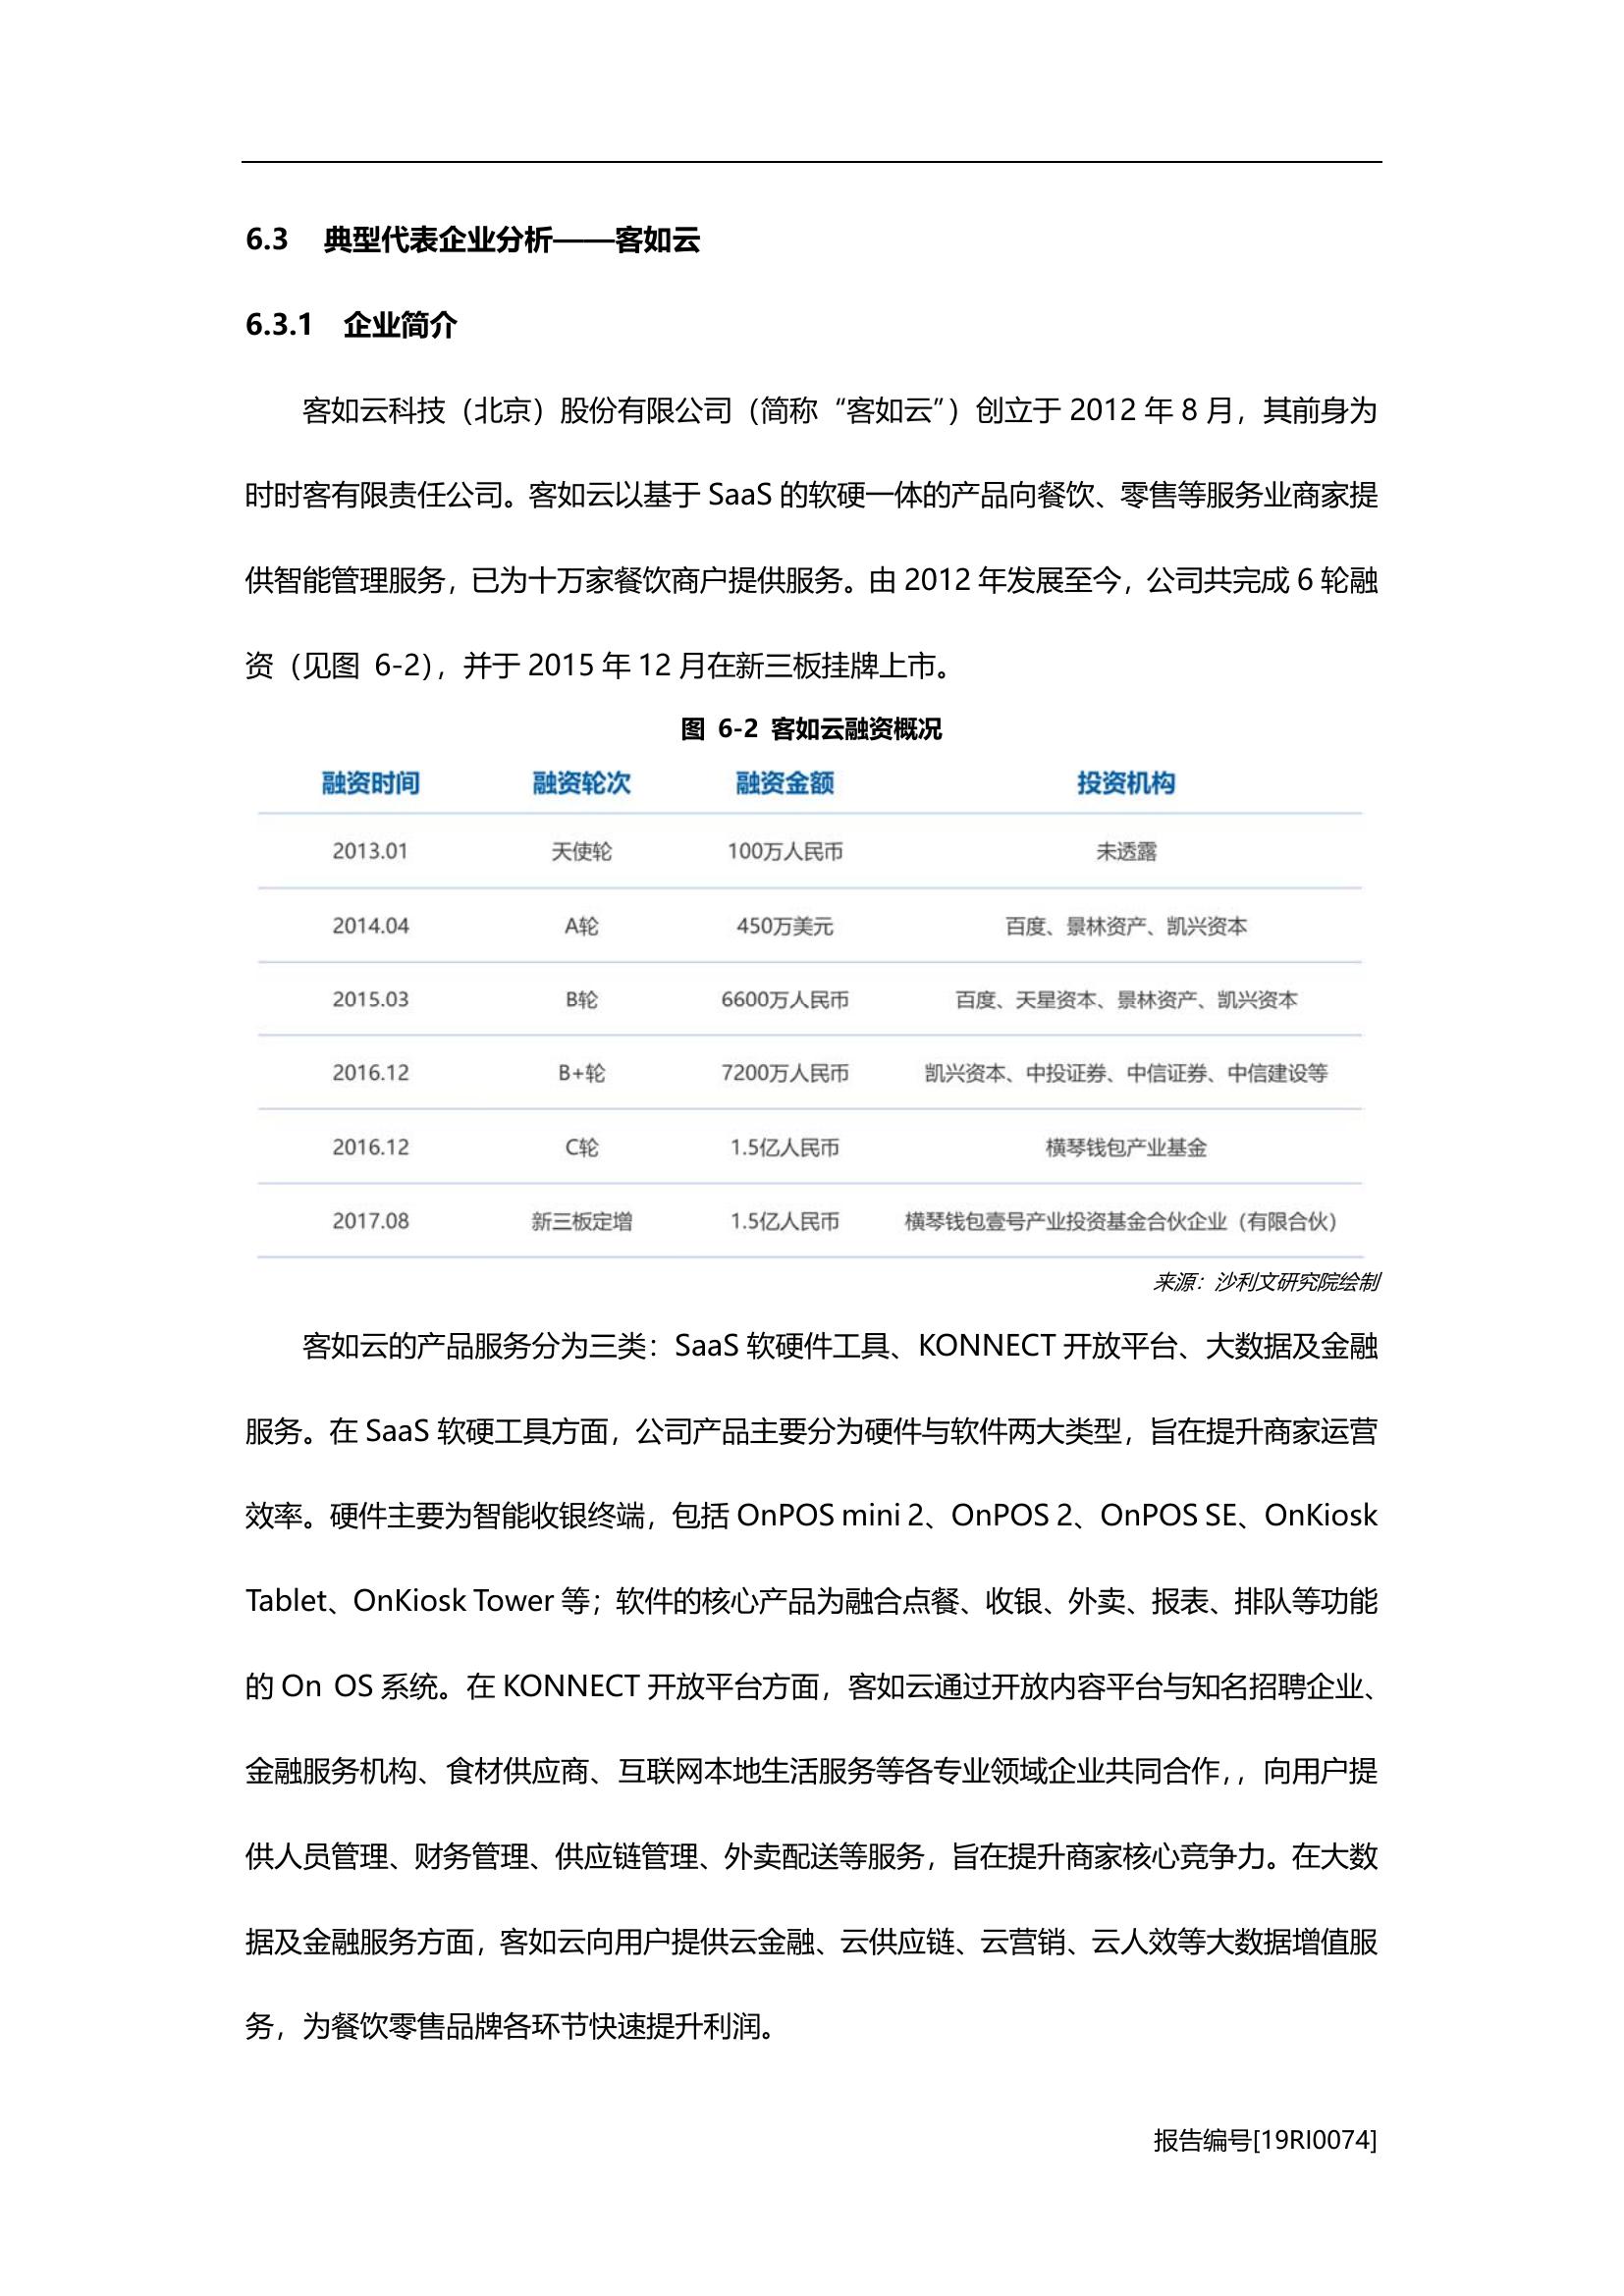 6.3 典型代表企业分析——客如云
6.3.1 企业简介
客如云科技（北京）股份有限公司（简称“客如云”）创立于 2012 年 8 月，其前身为
时时客有限责任公司。客如云以基于 SaaS 的软硬一体的产品向餐饮、零售等服务业商家提
供智能管理服务，已为十万家餐饮商户提供服务。由 2012 年发展至今，公司共完成 6 轮融
资（见图 6-2），并于 2015 年 12 月在新三板挂牌上市。
图 6-2 客如云融资概况
融资时间 融资轮次 融资金额 投资机构
2013.01 天使轮 100万人民币 未透露
2014.04 A轮 450万美元 百度、景林资产、凯兴资本
2015.03 B轮 6600万人民币 百度、天星资本、景林资产、凯兴资本
2016.12 B+轮 7200万人民币 凯兴资本、中投证券、中信证券、中信建设等
2016.12 C轮 1.5亿人民币 横琴钱包产业基金
2017.08 新三板定增 1.5亿人民币 横琴钱包壹号产业投资基金合伙企业（有限合伙）
来源：沙利文研究院绘制
客如云的产品服务分为三类：SaaS 软硬件工具、KONNECT 开放平台、大数据及金融
服务。在 SaaS 软硬工具方面，公司产品主要分为硬件与软件两大类型，旨在提升商家运营
效率。硬件主要为智能收银终端，包括 OnPOS mini 2、OnPOS 2、OnPOS SE、OnKiosk
Tablet、OnKiosk Tower 等；软件的核心产品为融合点餐、收银、外卖、报表、排队等功能
的 On OS 系统。在 KONNECT 开放平台方面，客如云通过开放内容平台与知名招聘企业、
金融服务机构、食材供应商、互联网本地生活服务等各专业领域企业共同合作，，向用户提
供人员管理、财务管理、供应链管理、外卖配送等服务，旨在提升商家核心竞争力。在大数
据及金融服务方面，客如云向用户提供云金融、云供应链、云营销、云人效等大数据增值服
务，为餐饮零售品牌各环节快速提升利润。
报告编号[19RI0074]